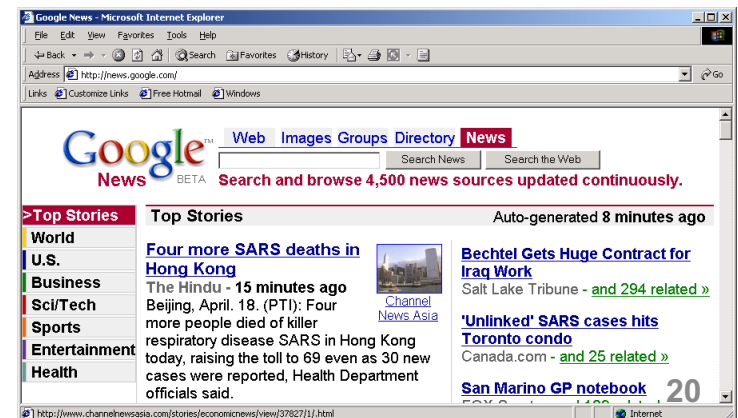 Google News - Microsoft Internet Explorer
File Edit View Favorites Tools Help
Back Search Favorites History
Address http://news.google.com/ Go
Links Customize Links Free Hotmail Windows
Google™ Web Images Groups Directory News
Search News Search the Web
News BETA Search and browse 4,500 news sources updated continuously.
>Top Stories
World
U.S.
Business
Sci/Tech
Sports
Entertainment
Health
Top Stories Auto-generated 8 minutes ago
Four more SARS deaths in
Hong Kong
The Hindu - 15 minutes ago
Beijing, April. 18. (PTI): Four
more people died of killer
respiratory disease SARS in Hong Kong
today, raising the toll to 69 even as 30 new
cases were reported, Health Department
officials said.
Channel
News Asia
Bechtel Gets Huge Contract for
Iraq Work
Salt Lake Tribune - and 294 related »
'Unlinked' SARS cases hits
Toronto condo
Canada.com - and 25 related »
San Marino GP notebook
20
http://www.channelnewsasia.com/stories/economicnews/view/37827/1/.html Internet